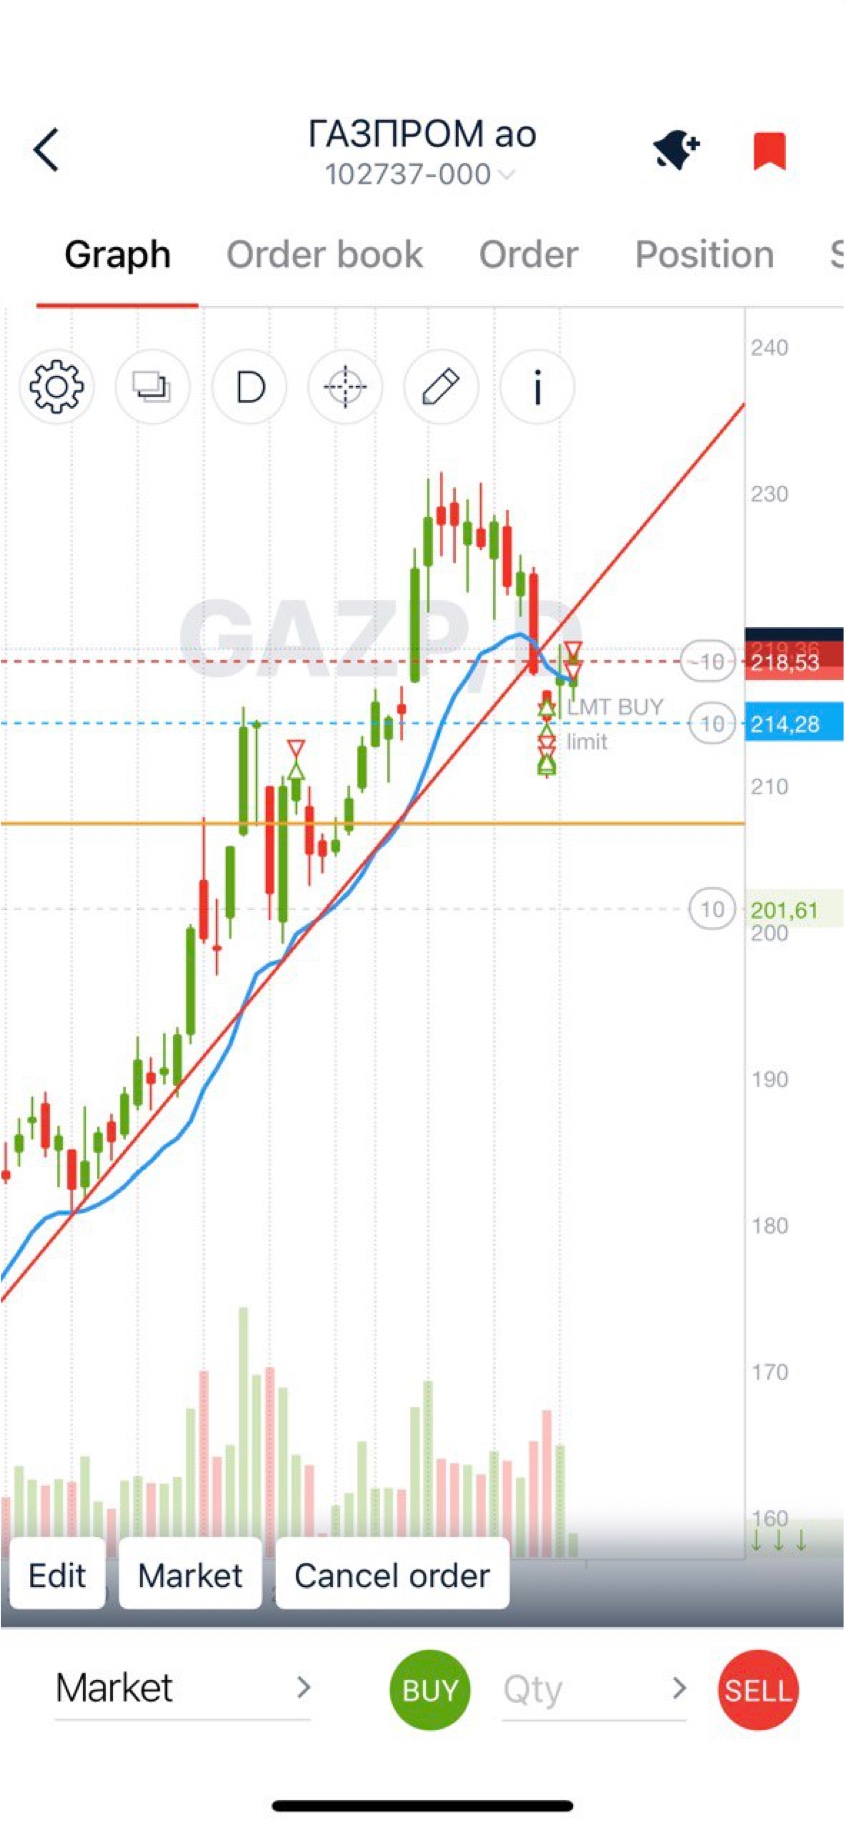 ГАЗПРОМ ао
102737-000
Graph Order book Order Position S
D i
240
230
GAZP, D
219,36
-10 218,53
LMT BUY
10 214,28
limit
210
10 201,61
200
190
180
170
160
Edit Market Cancel order
Market BUY Qty SELL